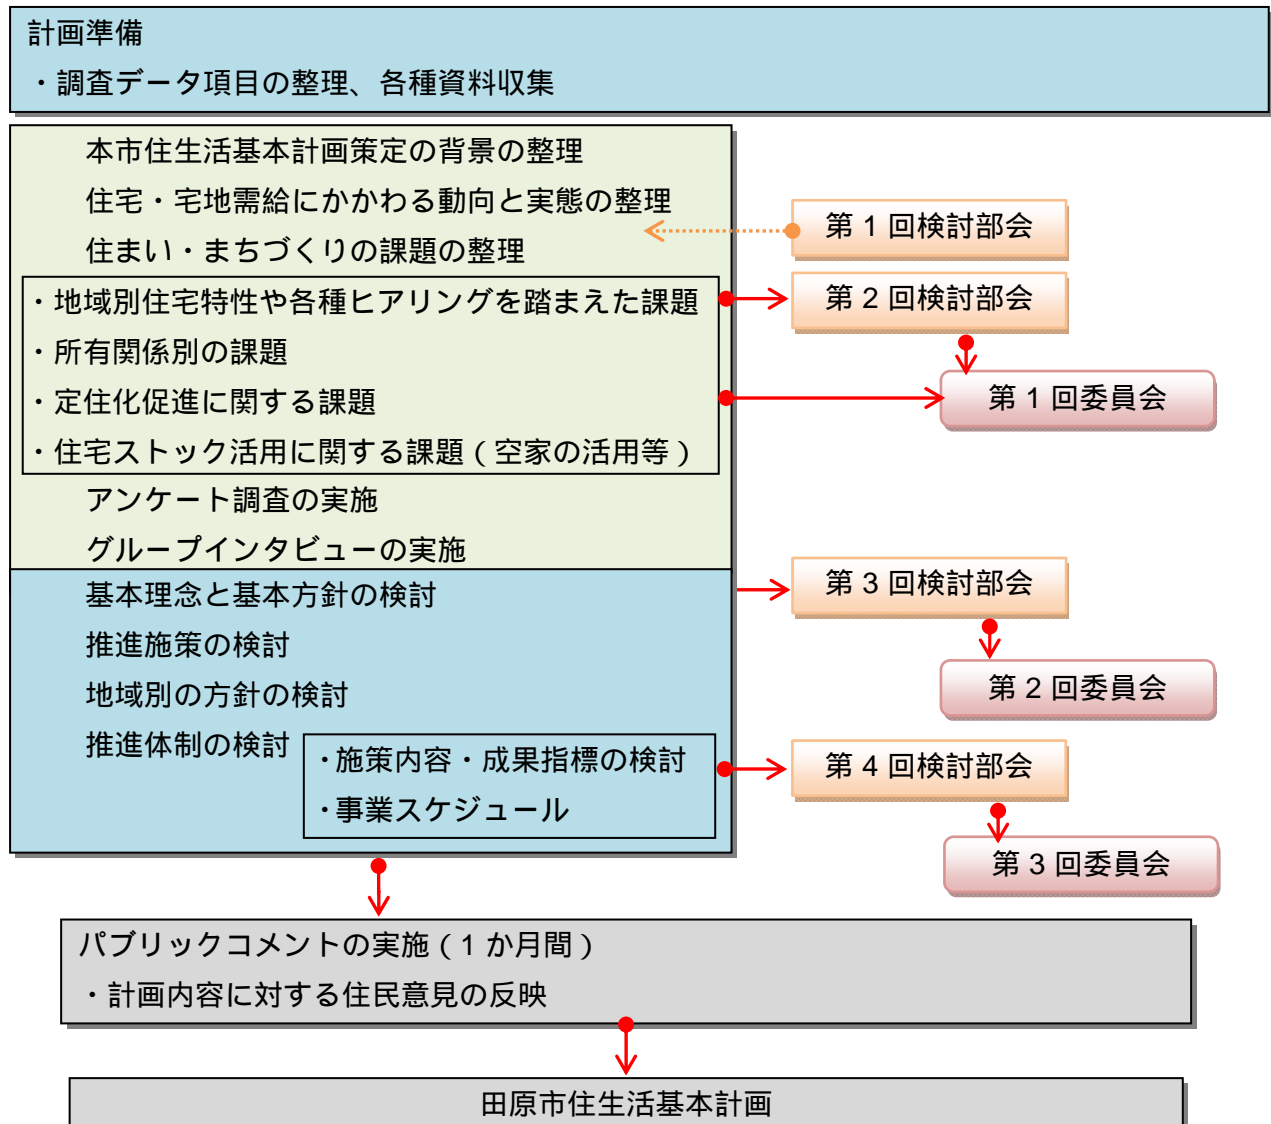 計画準備
・調査データ項目の整理、各種資料収集
本市住生活基本計画策定の背景の整理
住宅・宅地需給にかかわる動向と実態の整理
住まい・まちづくりの課題の整理
・地域別住宅特性や各種ヒアリングを踏まえた課題
・所有関係別の課題
・定住化促進に関する課題
・住宅ストック活用に関する課題（空家の活用等）
アンケート調査の実施
グループインタビューの実施
第1回検討部会
第2回検討部会
第1回委員会
基本理念と基本方針の検討
推進施策の検討
地域別の方針の検討
推進体制の検討
・施策内容・成果指標の検討
・事業スケジュール
第3回検討部会
第2回委員会
第4回検討部会
第3回委員会
パブリックコメントの実施（1か月間）
・計画内容に対する住民意見の反映
田原市住生活基本計画